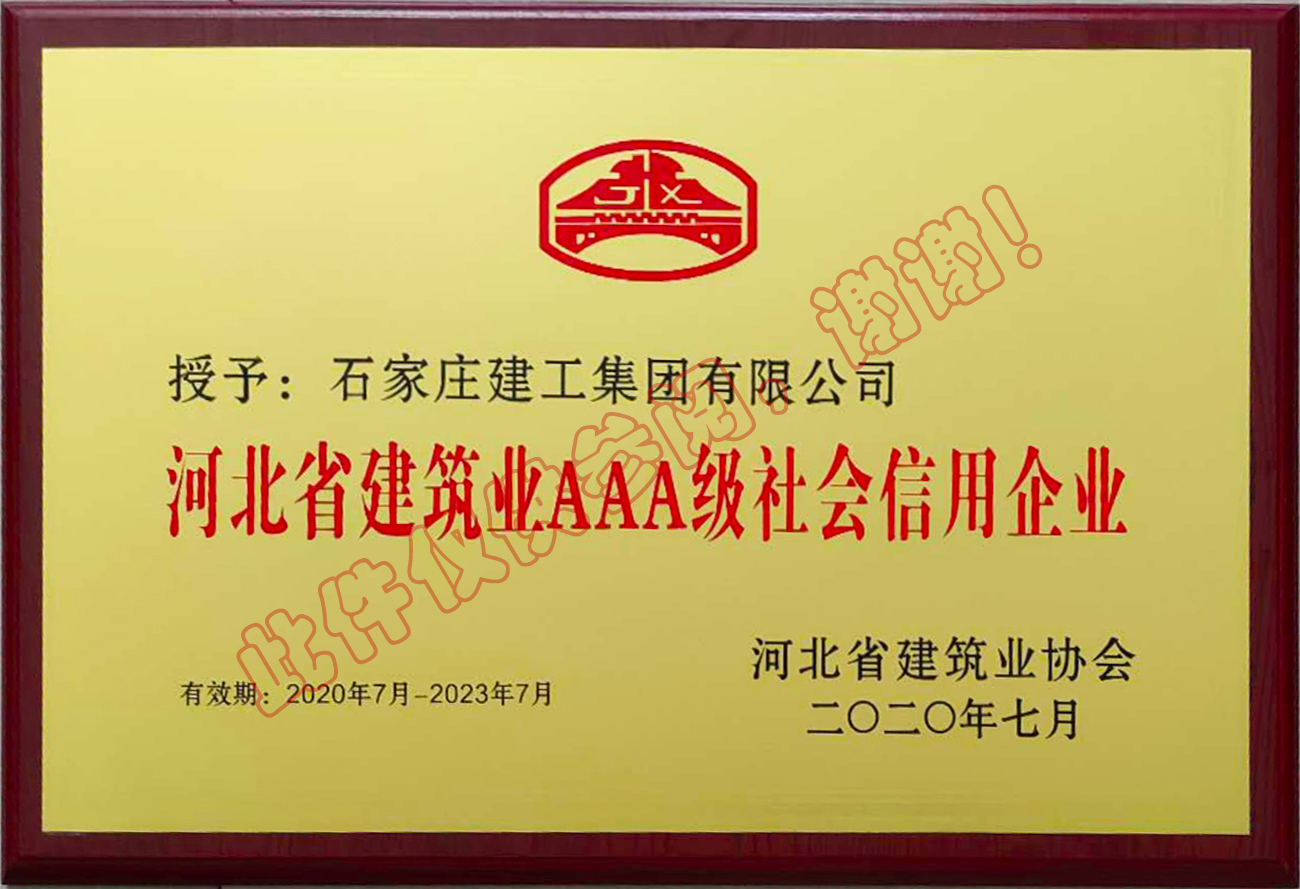 JX
授予：石家庄建工集团有限公司
河北省建筑业AAA级社会信用企业
有效期：2020年7月-2023年7月
河北省建筑业协会
二〇二〇年七月
此件仅供参阅．谢谢！